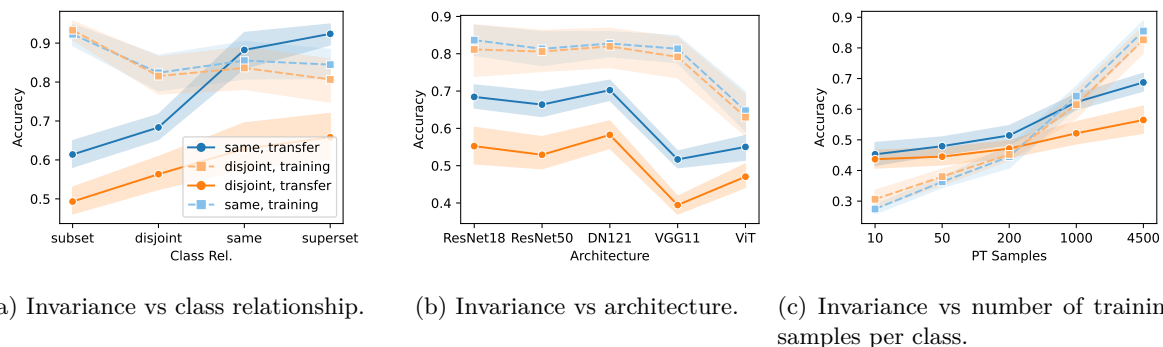 0.9
0.8
0.7
0.6
0.5
Accuracy
same, transfer
disjoint, training
disjoint, transfer
same, training
subset disjoint same superset
Class Rel.
0.9
0.8
0.7
0.6
0.5
0.4
Accuracy
ResNet18 ResNet50 DN121 VGG11 ViT
Architecture
0.9
0.8
0.7
0.6
0.5
0.4
0.3
Accuracy
10 50 200 1000 4500
PT Samples
) Invariance vs class relationship.
(b) Invariance vs architecture.
(c) Invariance vs number of trainin
samples per class.